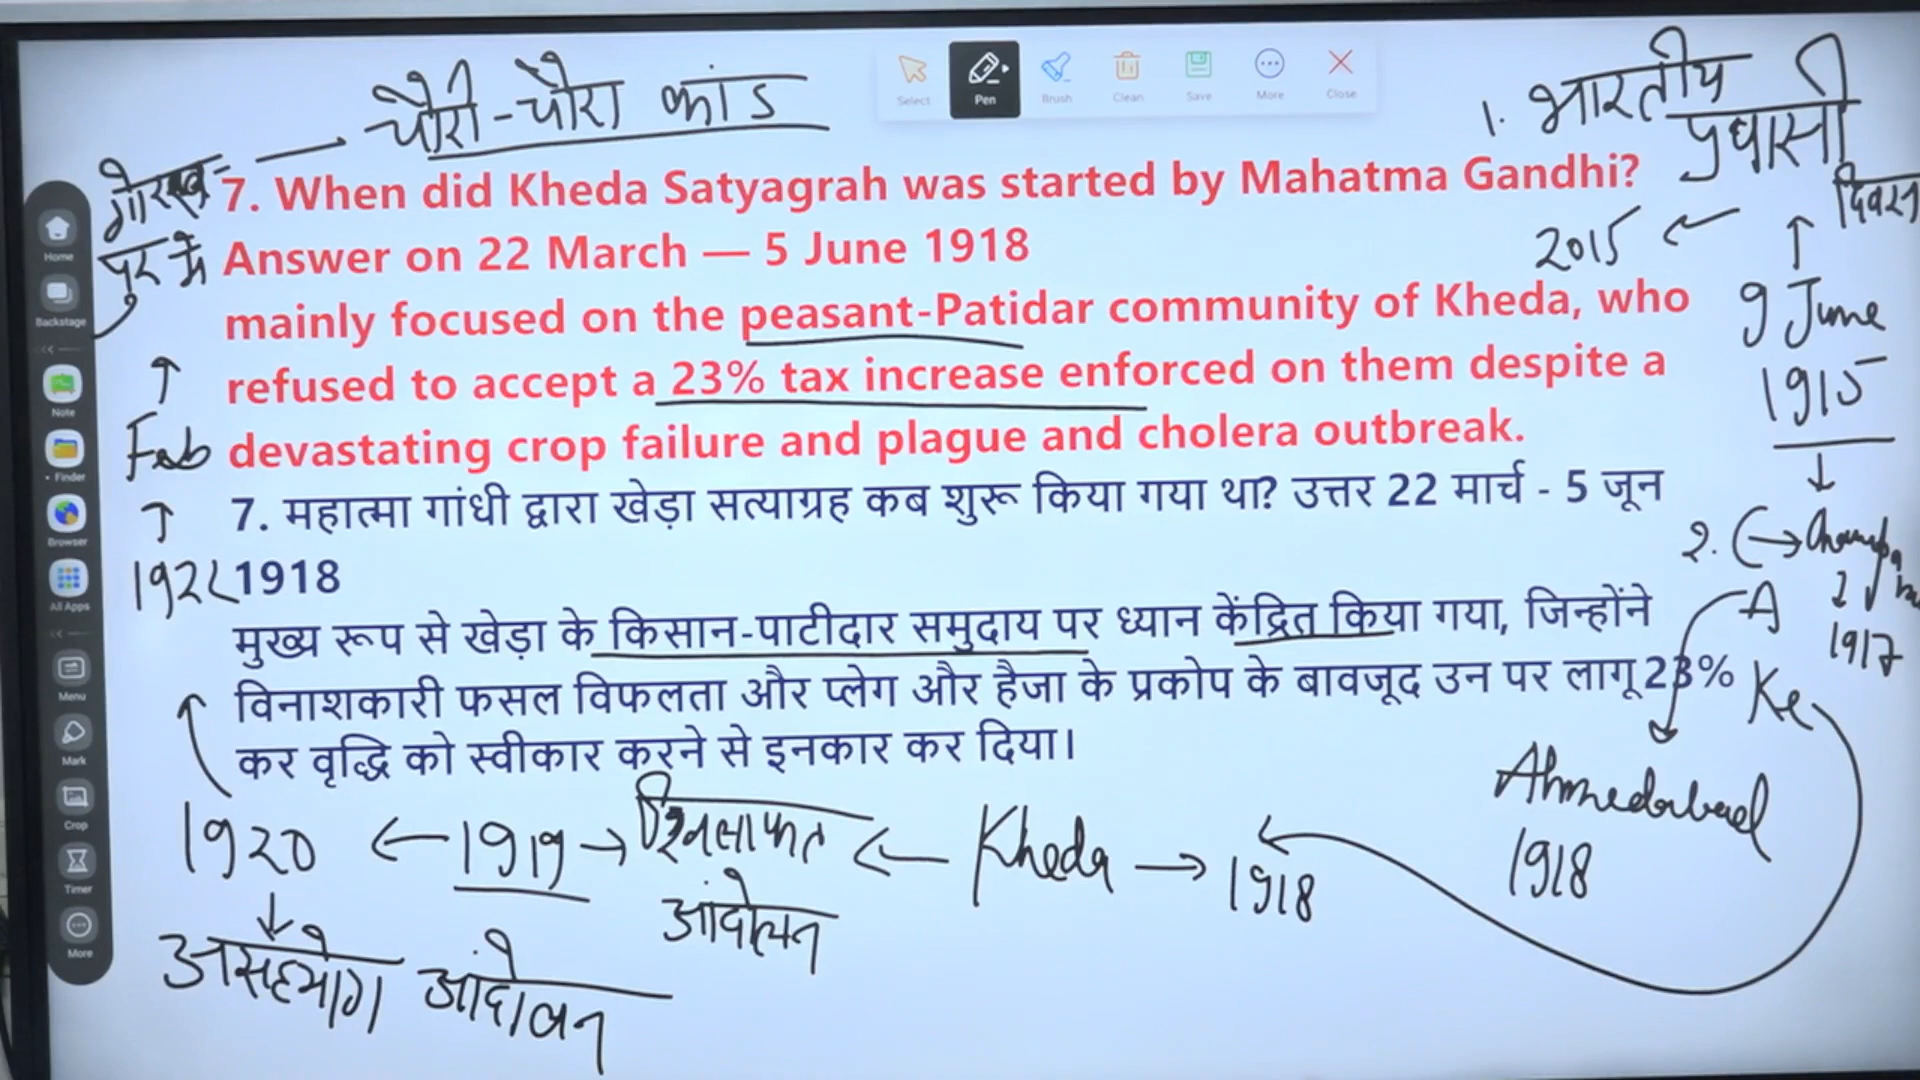 चौरी-चौरा कांड
गोरख
पुर में
Select
Pen
Brush
Clean
Save
More
Close
1. भारतीय
प्रवासी
दिवस
2015
9 June
1915
7. When did Kheda Satyagrah was started by Mahatma Gandhi?
Answer on 22 March — 5 June 1918
mainly focused on the peasant-Patidar community of Kheda, who
refused to accept a 23% tax increase enforced on them despite a
devastating crop failure and plague and cholera outbreak.
Feb
7. महात्मा गांधी द्वारा खेड़ा सत्याग्रह कब शुरू किया गया था? उत्तर 22 मार्च - 5 जून
1918
1922
मुख्य रूप से खेड़ा के किसान-पाटीदार समुदाय पर ध्यान केंद्रित किया गया, जिन्होंने
विनाशकारी फसल विफलता और प्लेग और हैजा के प्रकोप के बावजूद उन पर लागू 23%
कर वृद्धि को स्वीकार करने से इनकार कर दिया।
2. C
A
1917
Ke
Ahmedabad
1918
1920
1919
खिलाफत
आंदोलन
Kheda
1918
असहयोग आंदोलन
Home
Backstage
Note
Finder
Browser
All Apps
Menu
Mark
Crop
Timer
More